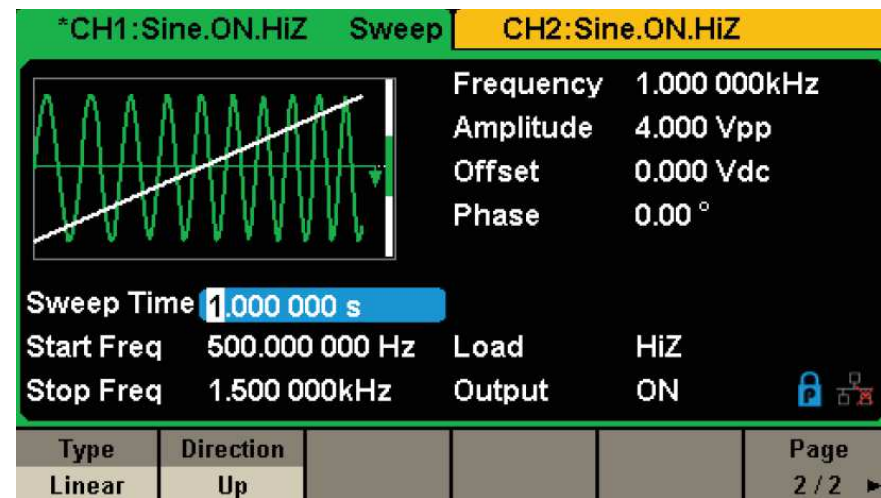 *CH1:Sine.ON.HiZ Sweep CH2:Sine.ON.HiZ
Frequency 1.000 000kHz
Amplitude 4.000 Vpp
Offset 0.000 Vdc
Phase 0.00 °
Sweep Time 1.000 000 s
Start Freq 500.000 000 Hz Load HiZ
Stop Freq 1.500 000kHz Output ON P
Type Direction Page
Linear Up 2 / 2